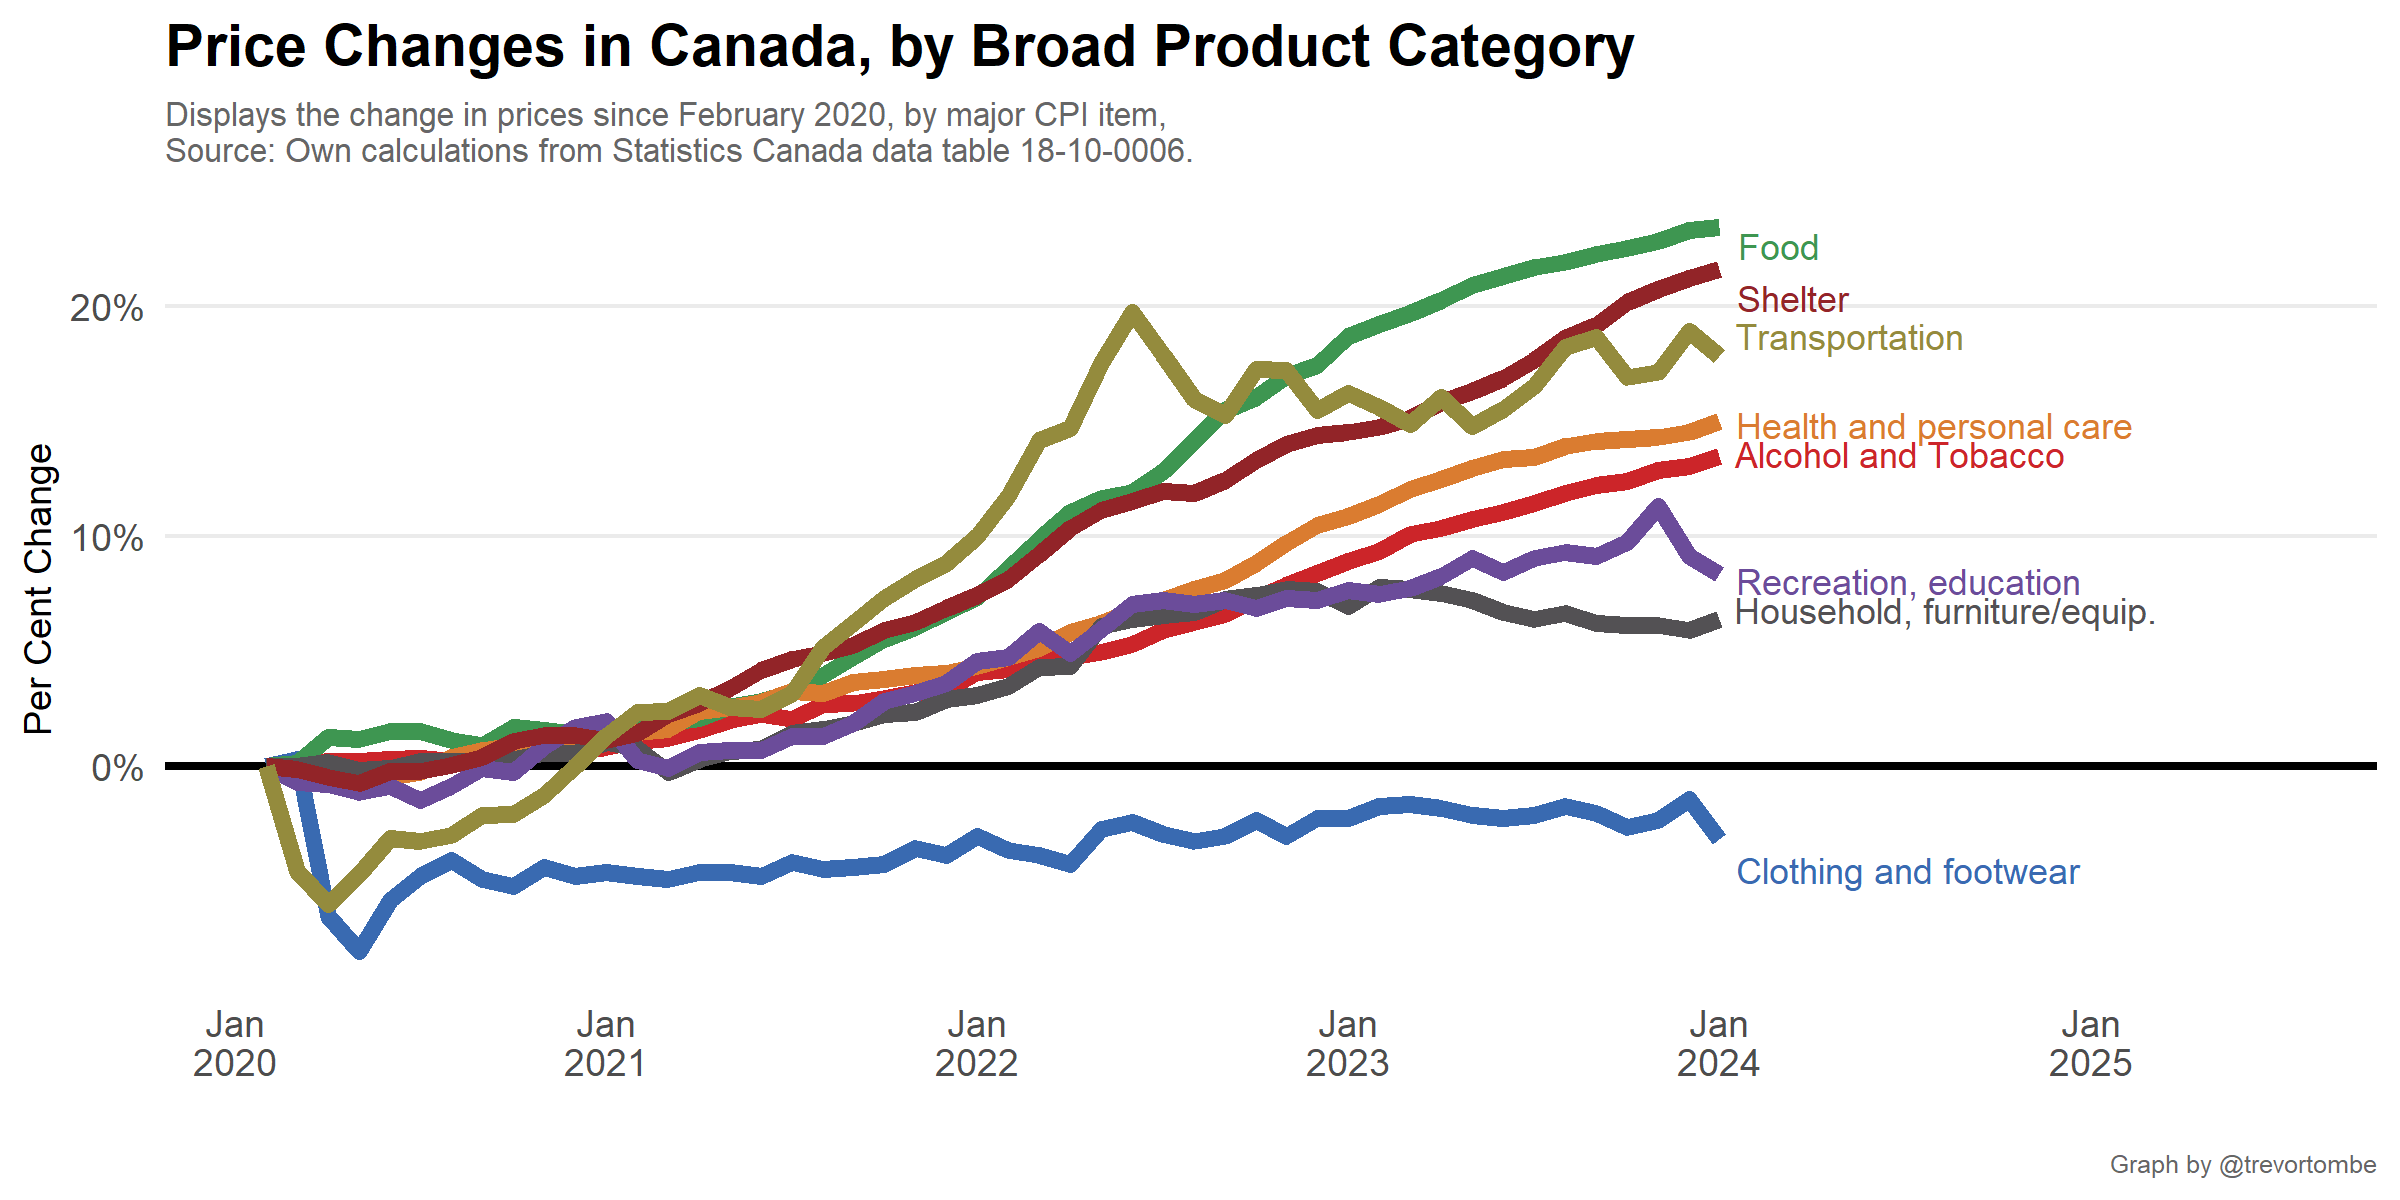 Price Changes in Canada, by Broad Product Category
Displays the change in prices since February 2020, by major CPI item,
Source: Own calculations from Statistics Canada data table 18-10-0006.
Per Cent Change
20%
10%
0%
Food
Shelter
Transportation
Health and personal care
Alcohol and Tobacco
Recreation, education
Household, furniture/equip.
Clothing and footwear
Jan
2020
Jan
2021
Jan
2022
Jan
2023
Jan
2024
Jan
2025
Graph by @trevortombe